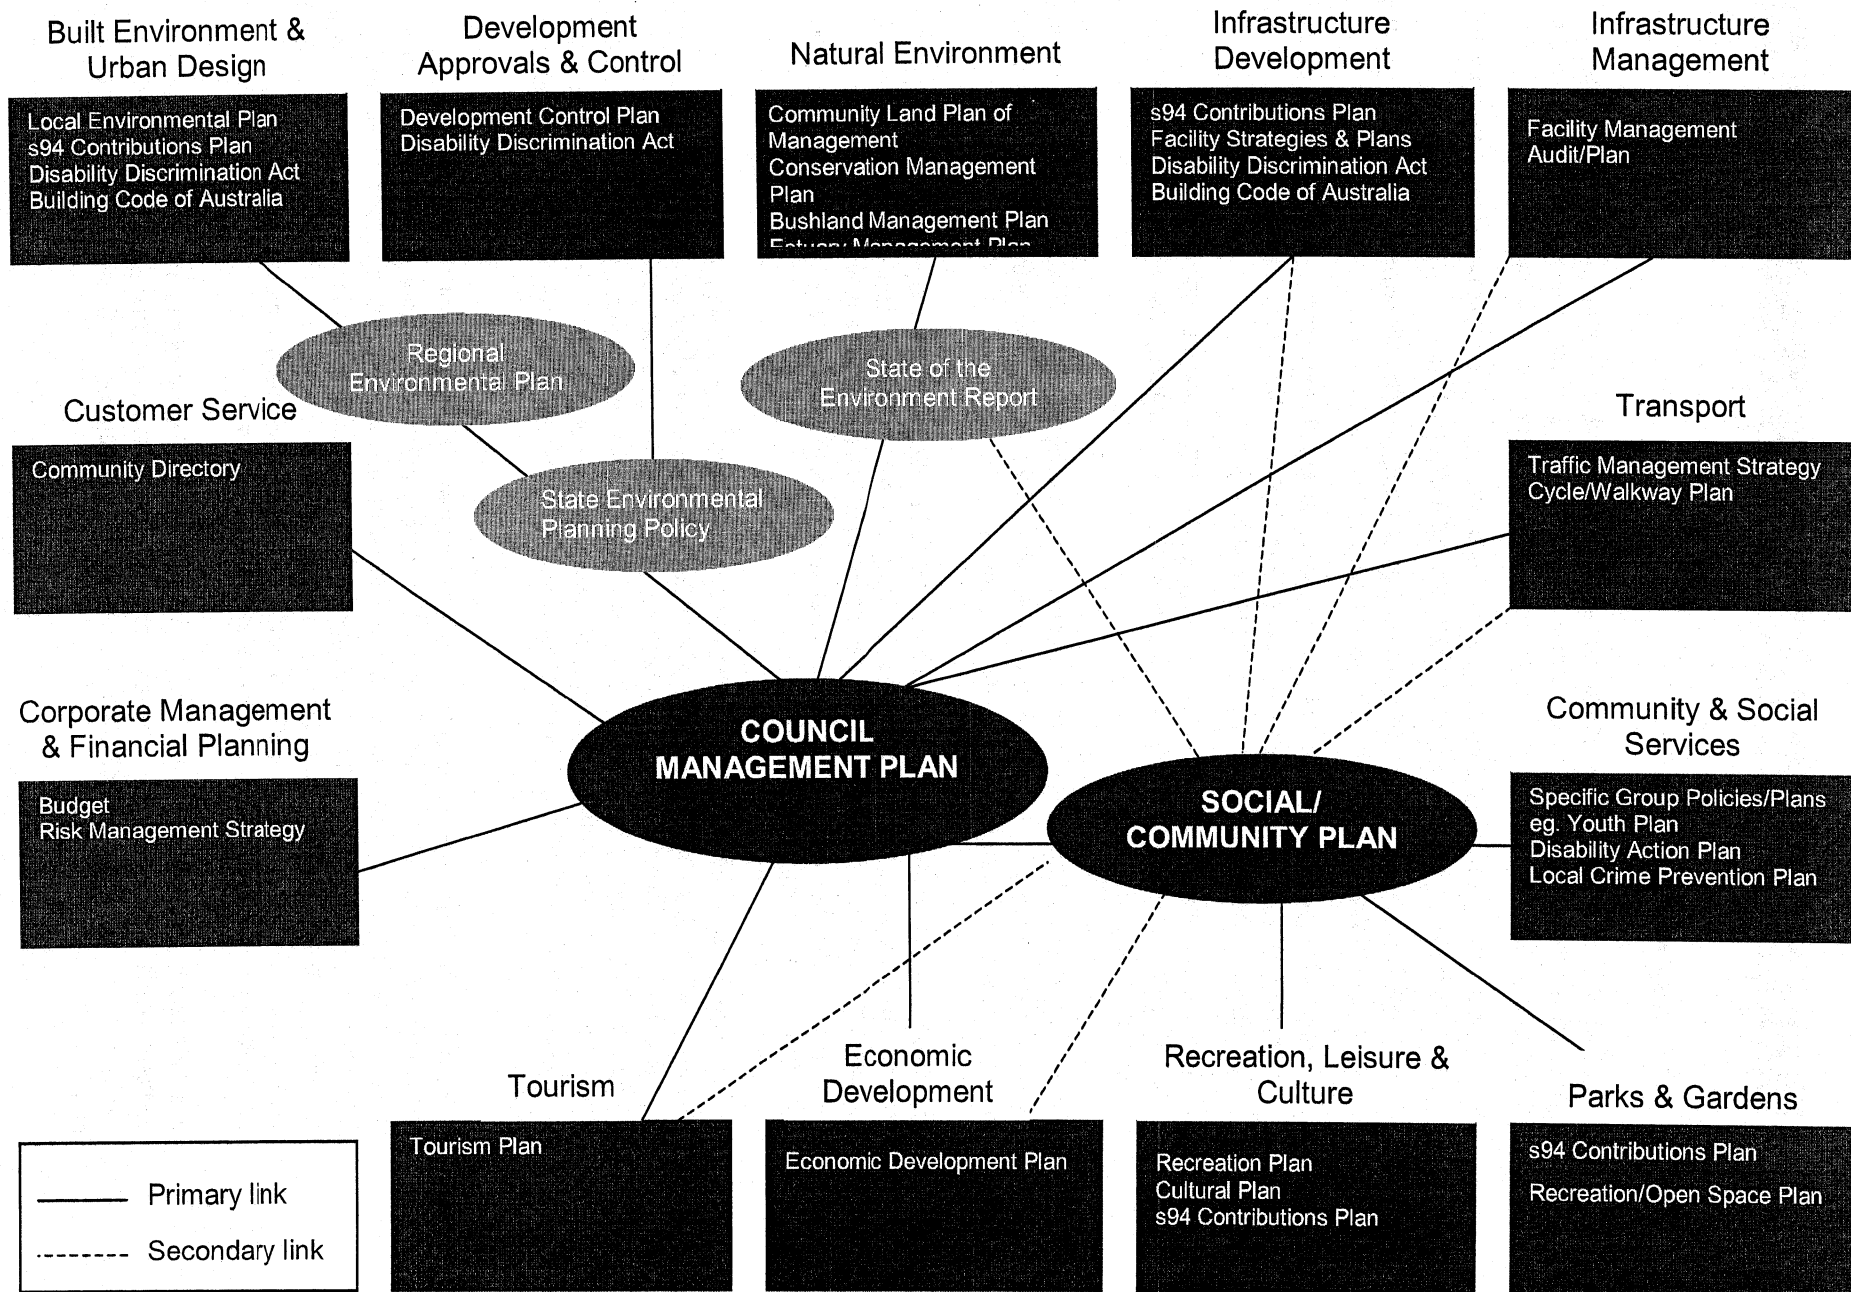 Built Environment &
Urban Design
Local Environmental Plan
s94 Contributions Plan
Disability Discrimination Act
Building Code of Australia
Development
Approvals & Control
Development Control Plan
Disability Discrimination Act
Natural Environment
Community Land Plan of
Management
Conservation Management
Plan
Bushland Management Plan
Estuary Management Plan
Infrastructure
Development
s94 Contributions Plan
Facility Strategies & Plans
Disability Discrimination Act
Building Code of Australia
Infrastructure
Management
Facility Management
Audit/Plan
Regional
Environmental Plan
State of the
Environment Report
State Environmental
Planning Policy
Customer Service
Community Directory
Transport
Traffic Management Strategy
Cycle/Walkway Plan
Corporate Management
& Financial Planning
Budget
Risk Management Strategy
COUNCIL
MANAGEMENT PLAN
SOCIAL/
COMMUNITY PLAN
Community & Social
Services
Specific Group Policies/Plans
eg. Youth Plan
Disability Action Plan
Local Crime Prevention Plan
Tourism
Tourism Plan
Economic
Development
Economic Development Plan
Recreation, Leisure &
Culture
Recreation Plan
Cultural Plan
s94 Contributions Plan
Parks & Gardens
s94 Contributions Plan
Recreation/Open Space Plan
Primary link
Secondary link